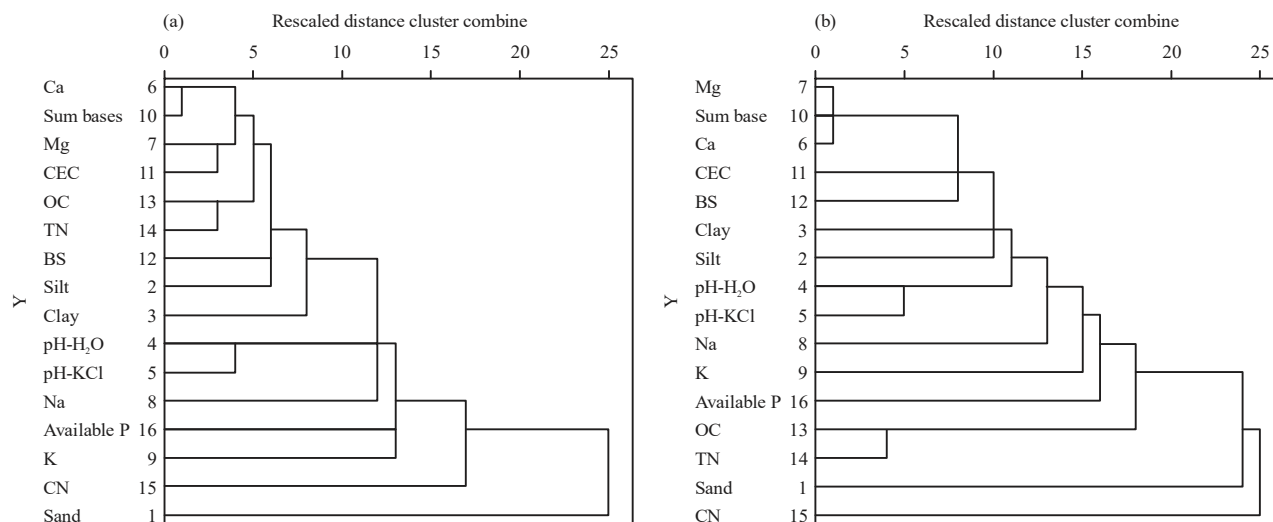 (a) Rescaled distance cluster combine
0 5 10 15 20 25
Ca 6
Sum bases 10
Mg 7
CEC 11
OC 13
TN 14
BS 12
Silt 2
Clay 3
pH-H₂O 4
pH-KCl 5
Na 8
Available P 16
K 9
CN 15
Sand 1
Y
(b) Rescaled distance cluster combine
0 5 10 15 20 25
Mg 7
Sum base 10
Ca 6
CEC 11
BS 12
Clay 3
Silt 2
pH-H₂O 4
pH-KCl 5
Na 8
K 9
Available P 16
OC 13
TN 14
Sand 1
CN 15
Y